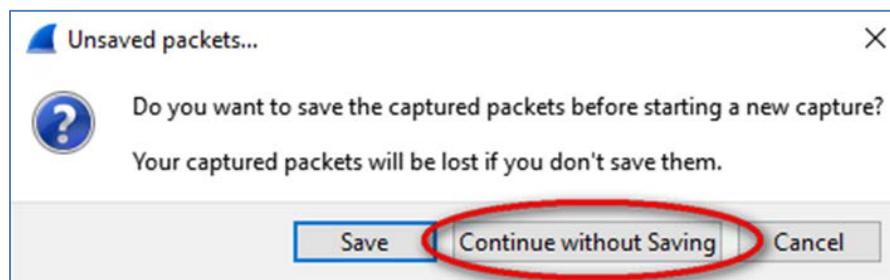 Unsaved packets...
Do you want to save the captured packets before starting a new capture?
Your captured packets will be lost if you don't save them.
Save Continue without Saving Cancel